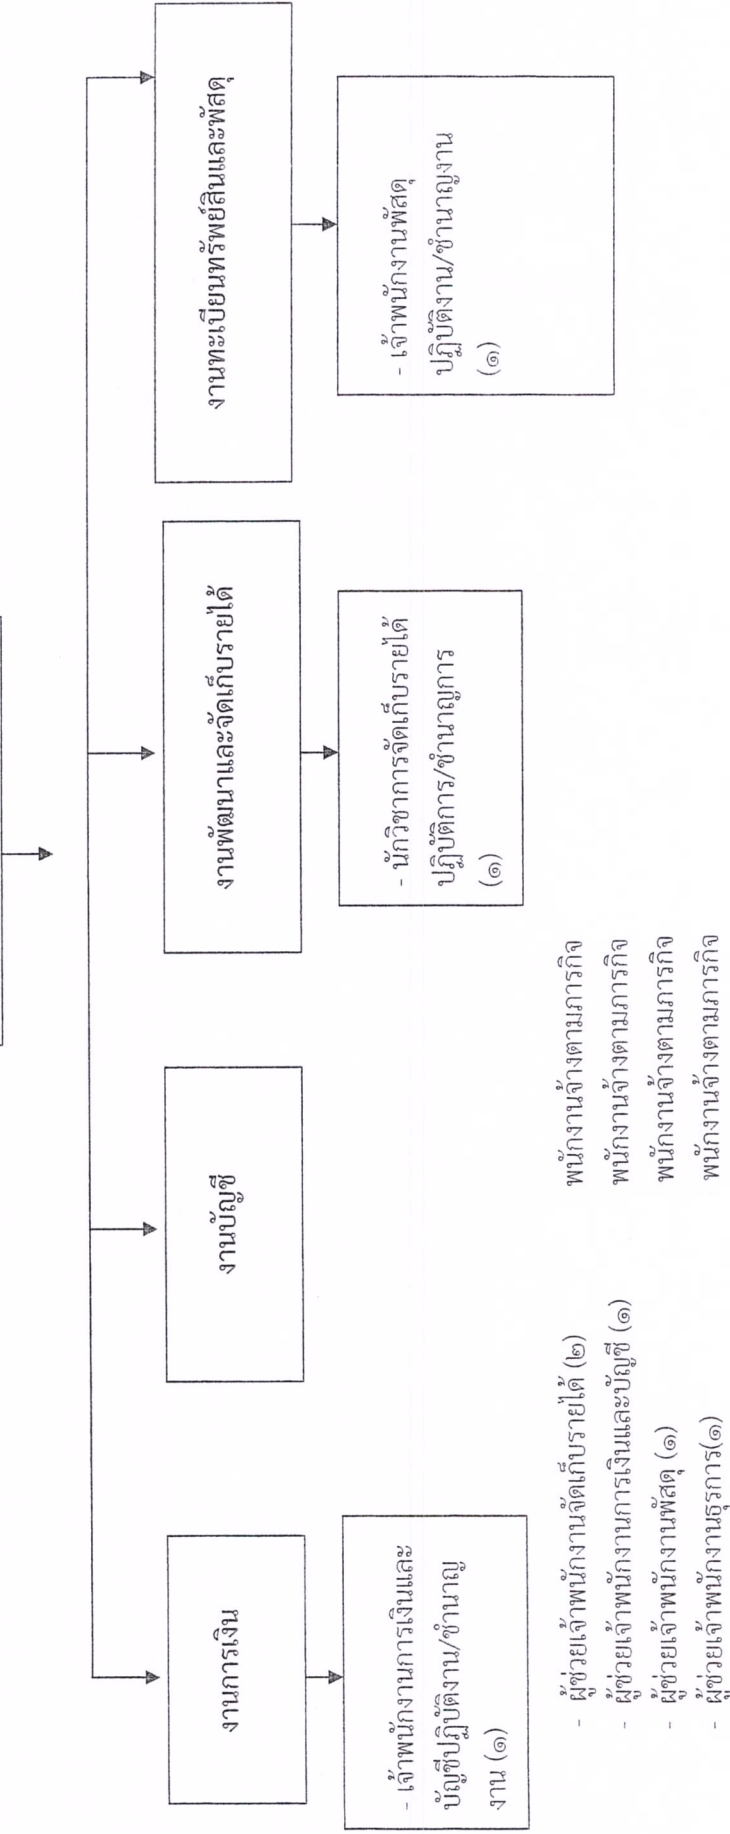 งานการเงิน
งานบัญชี
งานพัฒนาและจัดเก็บรายได้
งานทะเบียนทรัพย์สินและพัสดุ
- เจ้าพนักงานการเงินและ
บัญชีปฏิบัติงาน/ชำนาญ
งาน (๑)
- นักวิชาการจัดเก็บรายได้
ปฏิบัติการ/ชำนาญการ
(๑)
- เจ้าพนักงานพัสดุ
ปฏิบัติงาน/ชำนาญงาน
(๑)
- ผู้ช่วยเจ้าพนักงานจัดเก็บรายได้ (๒) พนักงานจ้างตามภารกิจ
- ผู้ช่วยเจ้าพนักงานการเงินและบัญชี (๑) พนักงานจ้างตามภารกิจ
- ผู้ช่วยเจ้าพนักงานพัสดุ (๑) พนักงานจ้างตามภารกิจ
- ผู้ช่วยเจ้าพนักงานธุรการ(๑) พนักงานจ้างตามภารกิจ